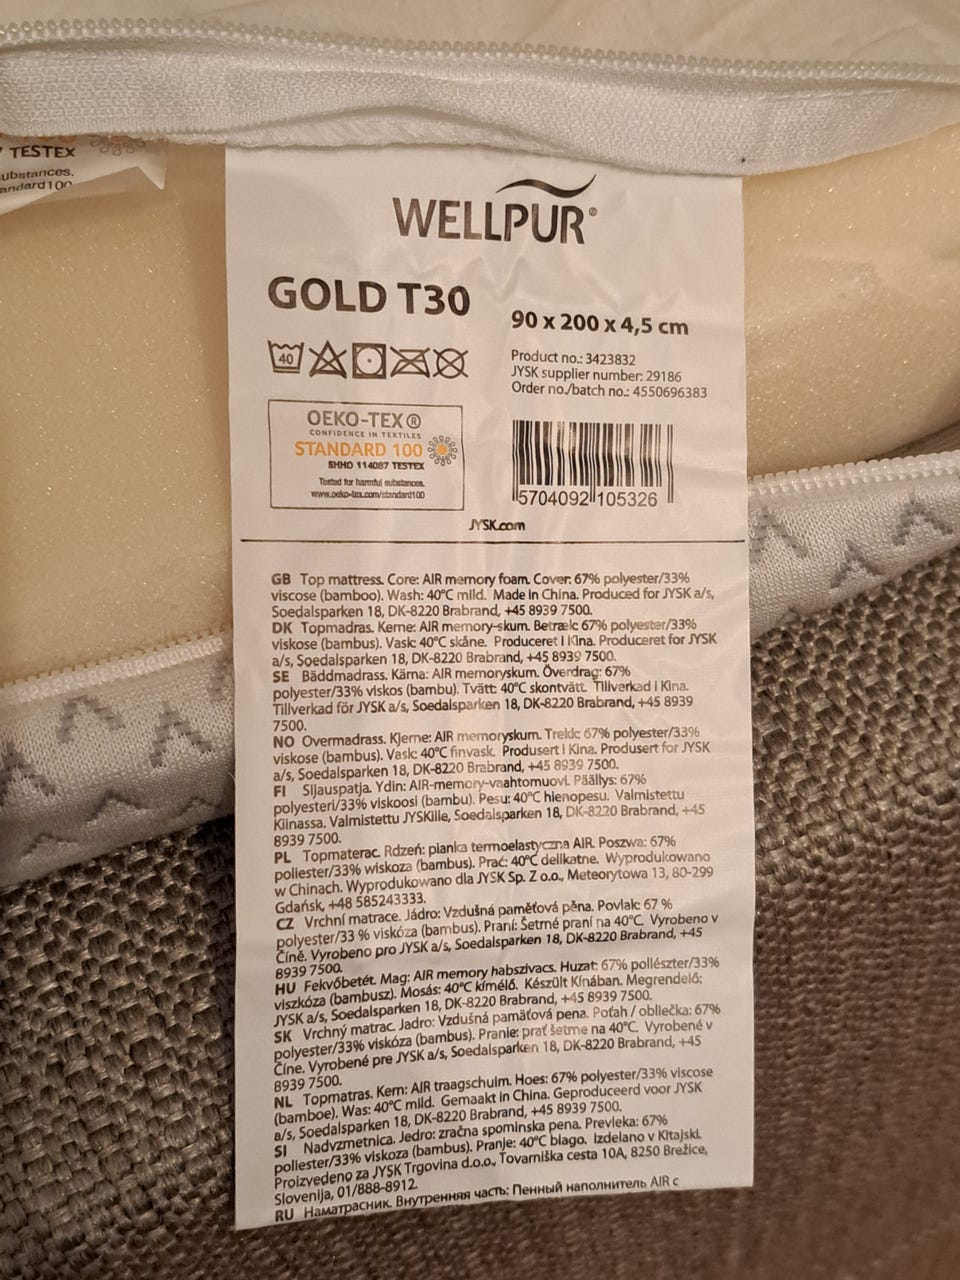 TESTEX
ubstances.
andard100
WELLPUR®
GOLD T30
90 x 200 x 4,5 cm
40
Product no.: 3423832
JYSK supplier number: 29186
Order no./batch no.: 4550696383
OEKO-TEX®
CONFIDENCE IN TEXTILES
STANDARD 100
SHHO 114087 TESTEX
Tested for harmful substances.
www.oeko-tex.com/standard100
5704092 105326
JYSK.com
GB Top mattress. Core: AIR memory foam. Cover: 67% polyester/33%
viscose (bamboo). Wash: 40°C mild. Made in China. Produced for JYSK a/s,
Soedalsparken 18, DK-8220 Brabrand, +45 8939 7500.
DK Topmadras. Kerne: AIR memory-skum. Betræk: 67% polyester/33%
viskose (bambus). Vask: 40°C skåne. Produceret i Kina. Produceret for JYSK
a/s, Soedalsparken 18, DK-8220 Brabrand, +45 8939 7500.
SE Bäddmadrass. Kärna: AIR memoryskum. Överdrag: 67%
polyester/33% viskos (bambu). Tvätt: 40°C skontvätt. Tillverkad i Kina.
Tillverkad för JYSK a/s, Soedalsparken 18, DK-8220 Brabrand, +45 8939
7500.
NO Overmadrass. Kjerne: AIR memoryskum. Trekk: 67% polyester/33%
viskose (bambus). Vask: 40°C finvask. Produsert i Kina. Produsert for JYSK
a/s, Soedalsparken 18, DK-8220 Brabrand, +45 8939 7500.
FI Sijauspatja. Ydin: AIR-memory-vaahtomuovi. Päällys: 67%
polyesteri/33% viskoosi (bambu). Pesu: 40°C hienopesu. Valmistettu
Kiinassa. Valmistettu JYSKille, Soedalsparken 18, DK-8220 Brabrand, +45
8939 7500.
PL Topmaterac. Rdzeń: pianka termoelastyczna AIR. Poszwa: 67%
poliester/33% wiskoza (bambus). Prać: 40°C delikatne. Wyprodukowano
w Chinach. Wyprodukowano dla JYSK Sp. Z o.o., Meteorytowa 13, 80-299
Gdańsk, +48 585243333.
CZ Vrchní matrace. Jádro: Vzdušná paměťová pěna. Povlak: 67 %
polyester/33 % viskóza (bambus). Praní: Šetrné praní na 40°C. Vyrobeno v
Číně. Vyrobeno pro JYSK a/s, Soedalsparken 18, DK-8220 Brabrand, +45
8939 7500.
HU Fekvőbetét. Mag: AIR memory habszivacs. Huzat: 67% poliészter/33%
viszkóza (bambusz). Mosás: 40°C kímélő. Készült Kínában. Megrendelő:
JYSK a/s, Soedalsparken 18, DK-8220 Brabrand, +45 8939 7500.
SK Vrchný matrac. Jadro: Vzdušná pamäťová pena. Poťah / obliečka: 67%
polyester/33% viskóza (bambus). Pranie: prať šetrne na 40°C. Vyrobené v
Číne. Vyrobené pre JYSK a/s, Soedalsparken 18, DK-8220 Brabrand, +45
8939 7500.
NL Topmatras. Kern: AIR traagschuim. Hoes: 67% polyester/33% viscose
(bamboe). Was: 40°C mild. Gemaakt in China. Geproduceerd voor JYSK
a/s, Soedalsparken 18, DK-8220 Brabrand, +45 8939 7500.
SI Nadvzmetnica. Jedro: zračna spominska pena. Prevleka: 67%
poliester/33% viskoza (bambus). Pranje: 40°C blago. Izdelano v Kitajski.
Proizvedeno za JYSK Trgovina d.o.o., Tovarniška cesta 10A, 8250 Brežice,
Slovenija, 01/888-8912.
RU Наматрасник. Внутренняя часть: Пенный наполнитель AIR с